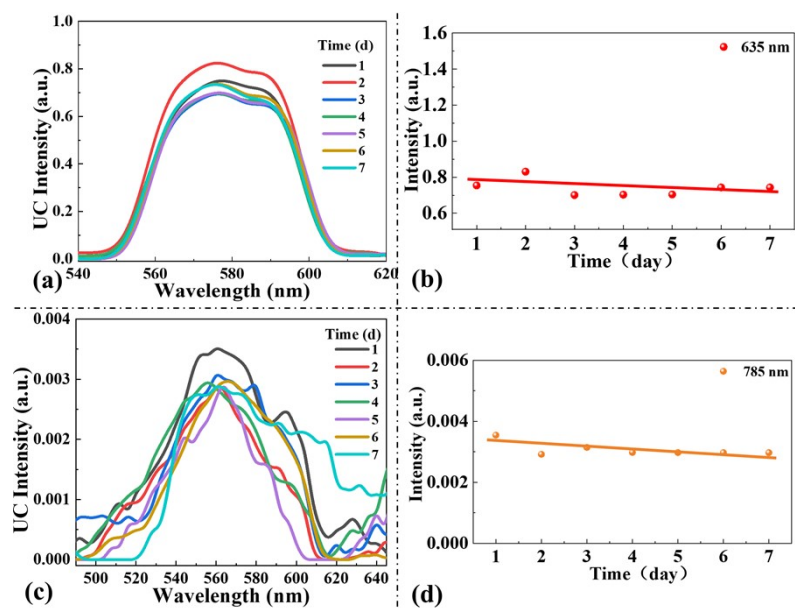 1.0
0.8
0.6
0.4
0.2
0.0
UC Intensity (a.u.)
Time (d)
1
2
3
4
5
6
7
540 560 580 600 620
Wavelength (nm)
(a)
1.6
1.4
1.2
1.0
0.8
0.6
Intensity (a.u.)
635 nm
1 2 3 4 5 6 7
Time（day）
(b)
0.004
0.003
0.002
0.001
0.000
UC Intensity (a.u.)
Time (d)
1
2
3
4
5
6
7
500 520 540 560 580 600 620 640
Wavelength (nm)
(c)
0.006
0.004
0.002
0.000
Intensity (a.u.)
785 nm
1 2 3 4 5 6 7
Time（day）
(d)